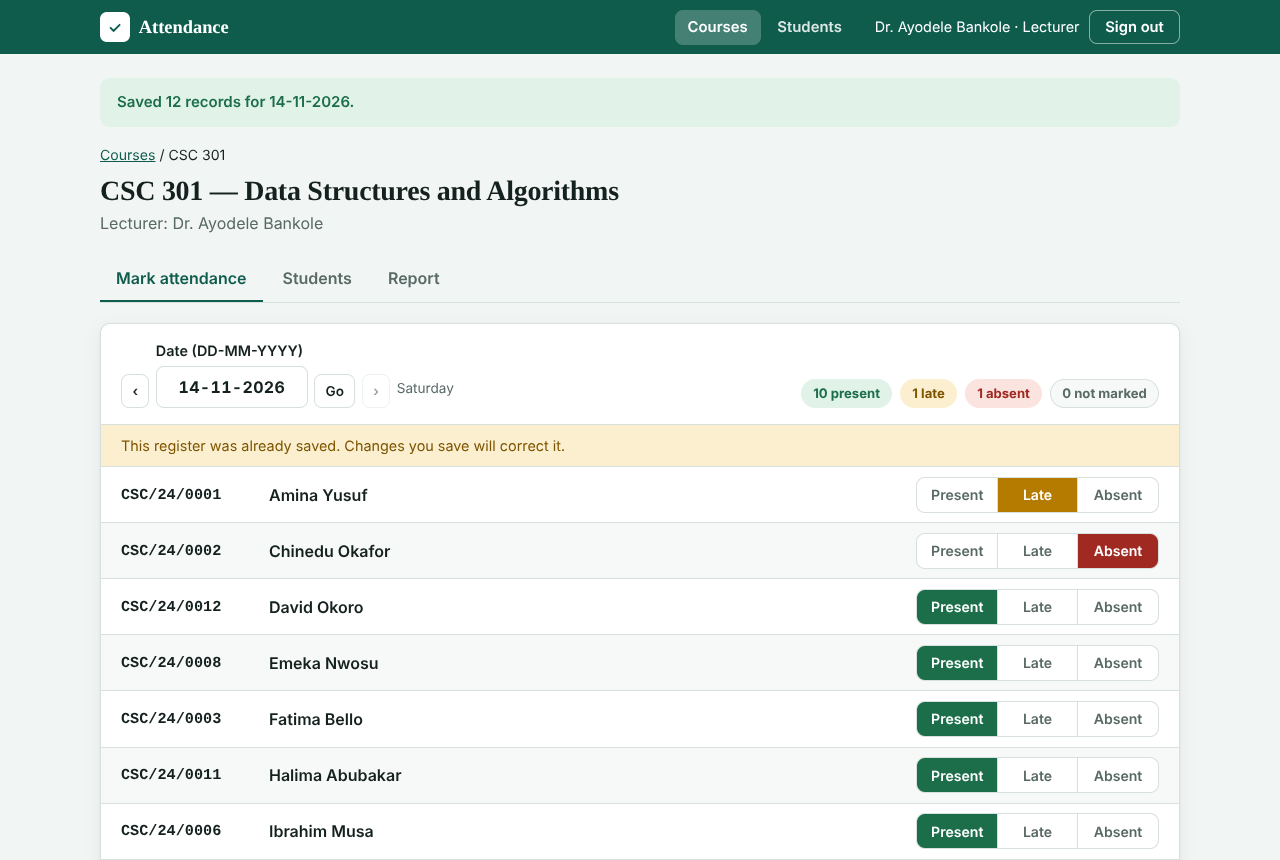 Attendance
Courses Students Dr. Ayodele Bankole · Lecturer Sign out
Saved 12 records for 14-11-2026.
Courses / CSC 301
CSC 301 — Data Structures and Algorithms
Lecturer: Dr. Ayodele Bankole
Mark attendance Students Report
Date (DD-MM-YYYY)
‹ 14-11-2026 Go › Saturday 10 present 1 late 1 absent 0 not marked
This register was already saved. Changes you save will correct it.
CSC/24/0001 Amina Yusuf Present Late Absent
CSC/24/0002 Chinedu Okafor Present Late Absent
CSC/24/0012 David Okoro Present Late Absent
CSC/24/0008 Emeka Nwosu Present Late Absent
CSC/24/0003 Fatima Bello Present Late Absent
CSC/24/0011 Halima Abubakar Present Late Absent
CSC/24/0006 Ibrahim Musa Present Late Absent